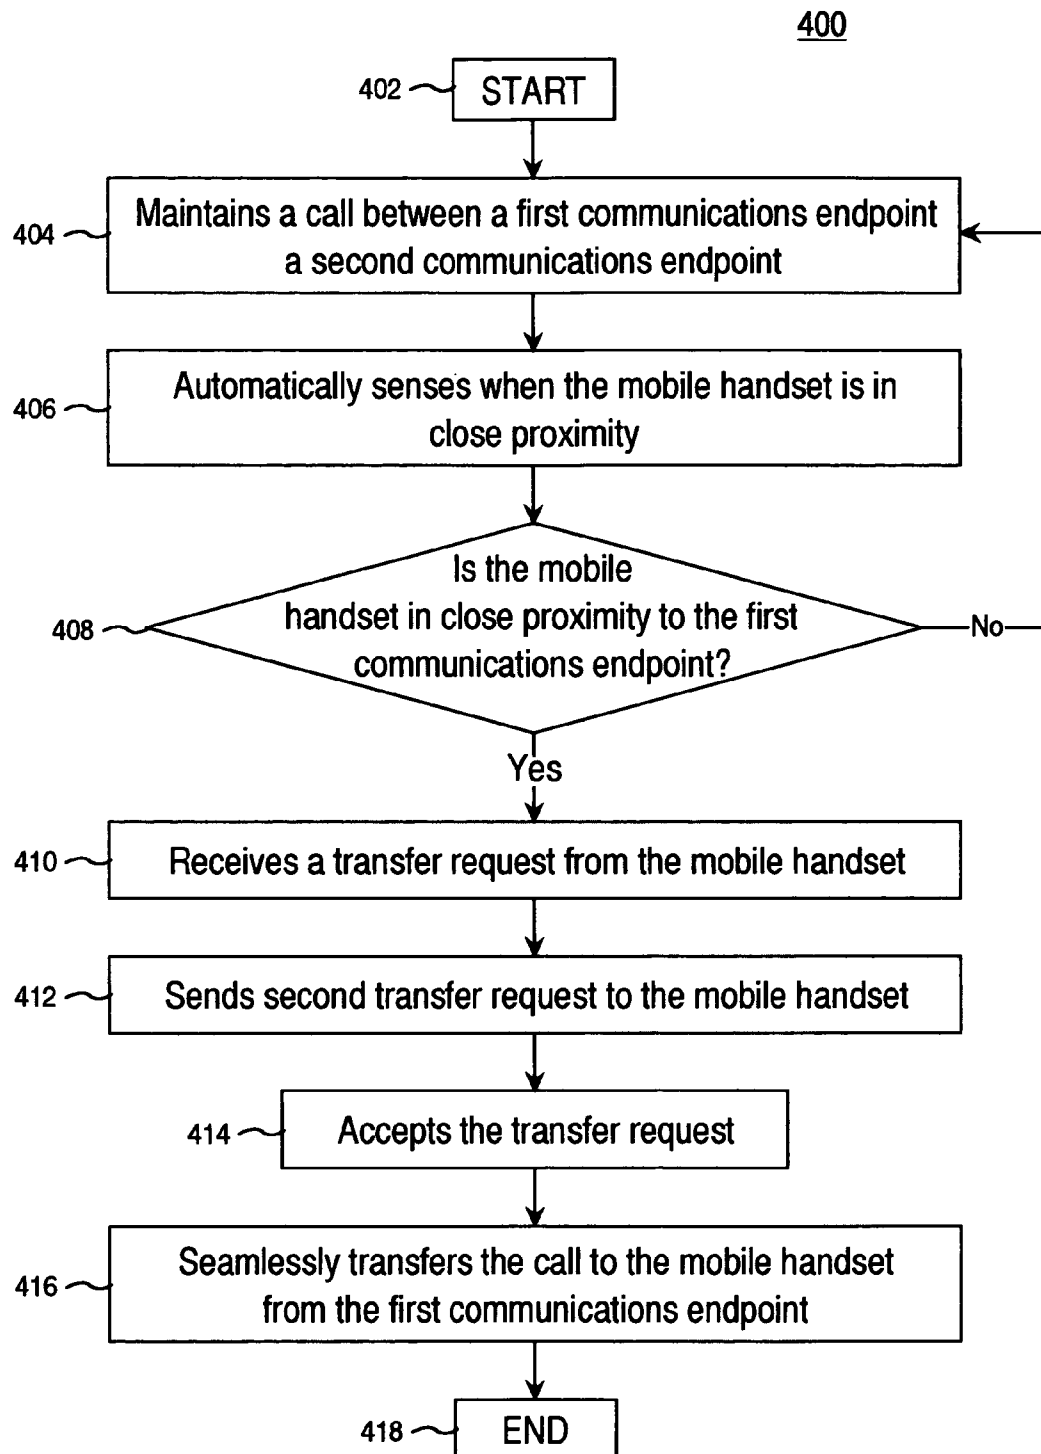 400
402
START
404
Maintains a call between a first communications endpoint
a second communications endpoint
406
Automatically senses when the mobile handset is in
close proximity
408
Is the mobile
handset in close proximity to the first
communications endpoint?
No
Yes
410
Receives a transfer request from the mobile handset
412
Sends second transfer request to the mobile handset
414
Accepts the transfer request
416
Seamlessly transfers the call to the mobile handset
from the first communications endpoint
418
END